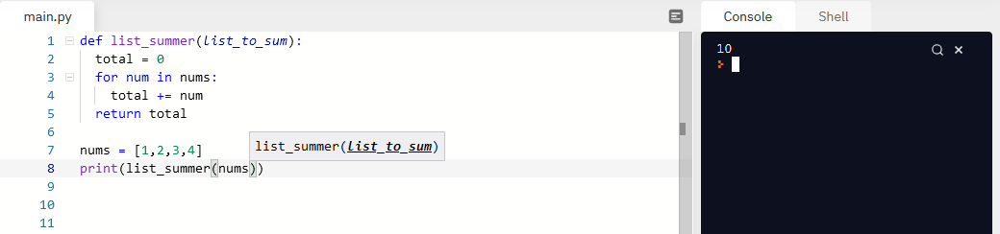 main.py
1 def list_summer(list_to_sum):
2 total = 0
3 for num in nums:
4 total += num
5 return total
6
7 nums = [1,2,3,4]
list_summer(list_to_sum)
8 print(list_summer(nums))
9
10
11
Console Shell
10